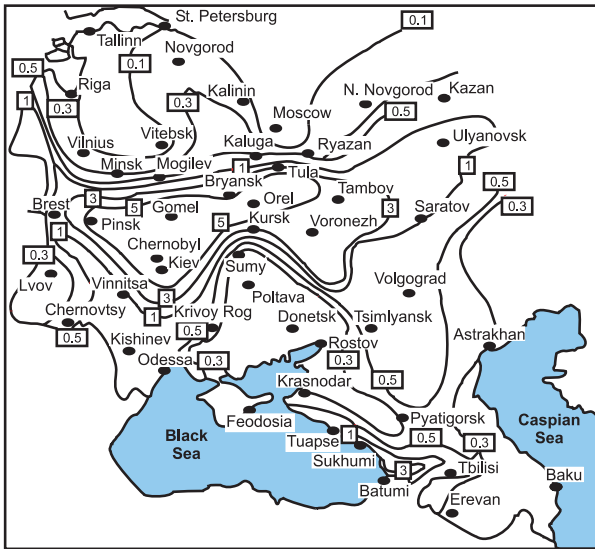 St. Petersburg
0.1
Tallinn
Novgorod
0.5
0.1
Riga
0.3
Kalinin
N. Novgorod
Kazan
1
0.3
0.3
Moscow
0.5
Vitebsk
Ulyanovsk
Vilnius
Kaluga
Ryazan
Minsk
Mogilev
1
Tula
1
Bryansk
0.5
3
Orel
Tambov
Brest
5
Gomel
5
3
Saratov
0.3
Pinsk
Kursk
Voronezh
1
Chernobyl
0.3
Kiev
Sumy
Lvov
Vinnitsa
3
Volgograd
Poltava
1
Krivoy Rog
Chernovtsy
0.5
Donetsk
Tsimlyansk
0.5
Kishinev
Rostov
Astrakhan
Odessa
0.3
0.3
Krasnodar
0.5
Feodosia
Pyatigorsk
Black
Sea
Tuapse
1
0.5
0.3
Caspian
Sea
Sukhumi
3
Tbilisi
Batumi
Baku
Erevan